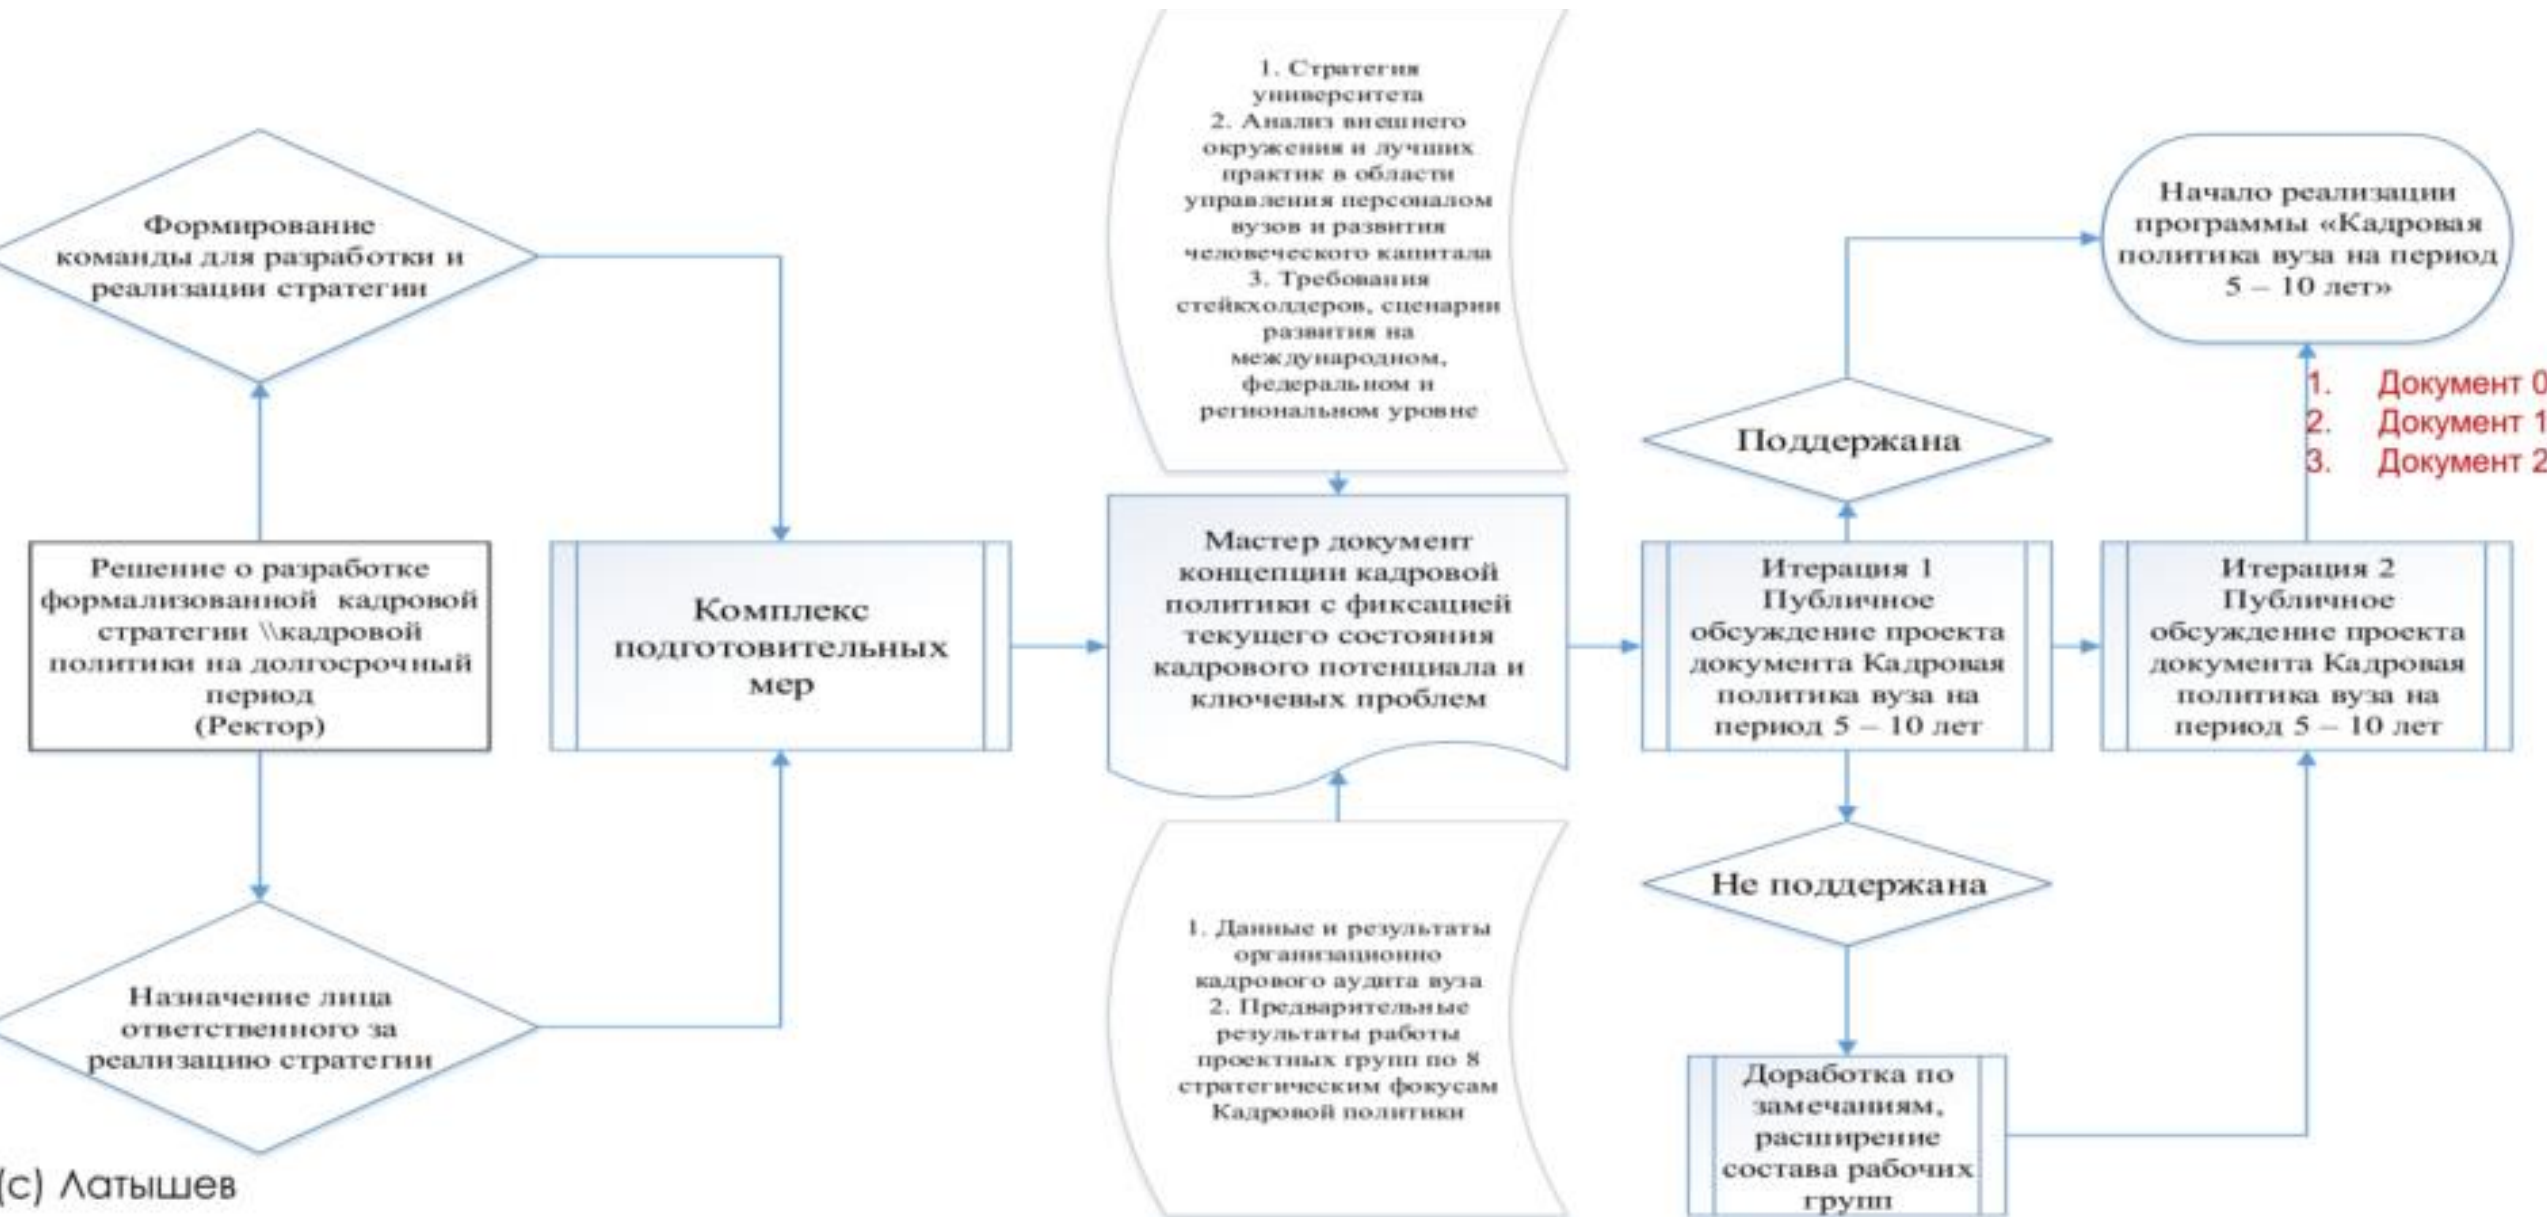 Формирование
команды для разработки и
реализации стратегии
Решение о разработке
формализованной кадровой
стратегии \\кадровой
политики на долгосрочный
период
(Ректор)
Назначение лица
ответственного за
реализацию стратегии
(с) Латышев
Комплекс
подготовительных
мер
1. Стратегия
университета
2. Анализ внешнего
окружения и лучших
практик в области
управления персоналом
вузов и развития
человеческого капитала
3. Требования
стейкхолдеров, сценарии
развития на
международном,
федеральном и
региональном уровне
Мастер документ
концепции кадровой
политики с фиксацией
текущего состояния
кадрового потенциала и
ключевых проблем
1. Данные и результаты
организационно
кадрового аудита вуза
2. Предварительные
результаты работы
проектных групп по 8
стратегическим фокусам
Кадровой политики
Поддержана
Итерация 1
Публичное
обсуждение проекта
документа Кадровая
политика вуза на
период 5 – 10 лет
Не поддержана
Доработка по
замечаниям,
расширение
состава рабочих
групп
Начало реализации
программы «Кадровая
политика вуза на период
5 – 10 лет»
1. Документ 0
2. Документ 1
3. Документ 2
Итерация 2
Публичное
обсуждение проекта
документа Кадровая
политика вуза на
период 5 – 10 лет